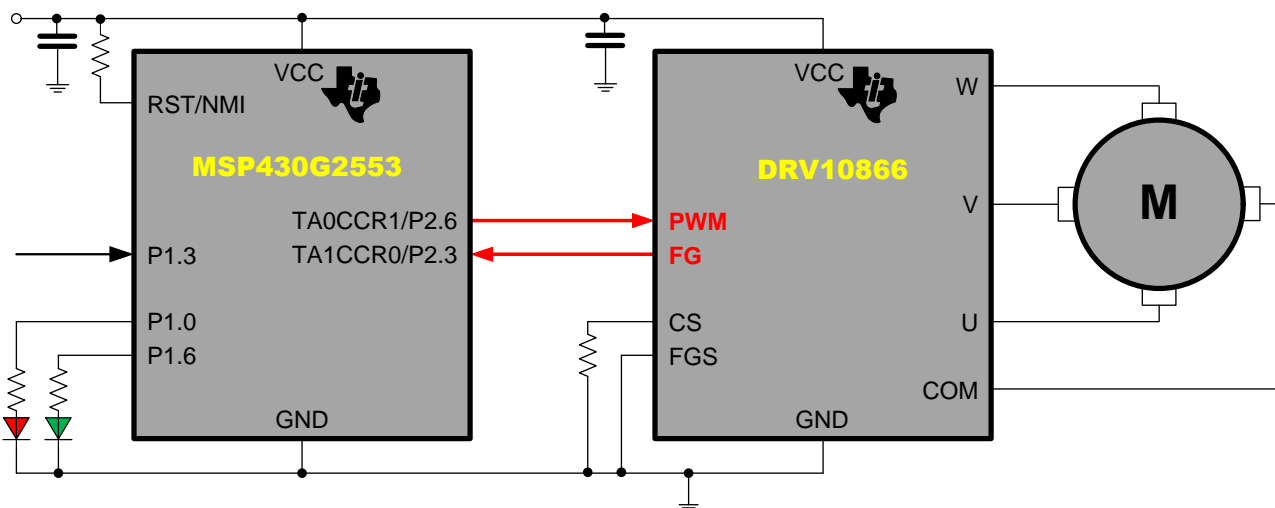 VCC
RST/NMI
MSP430G2553
TA0CCR1/P2.6
TA1CCR0/P2.3
P1.3
P1.0
P1.6
GND
VCC
DRV10866
PWM
FG
CS
FGS
GND
W
V
U
COM
M